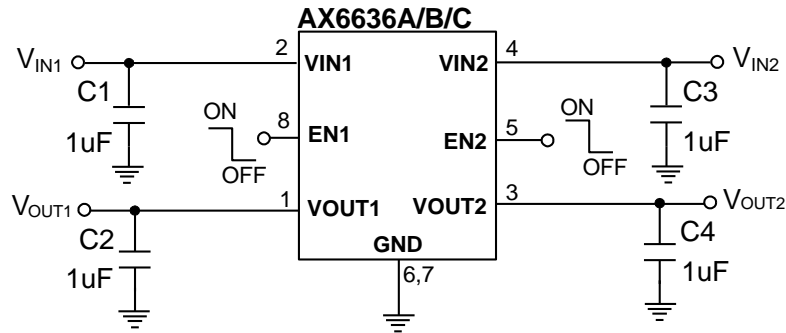 AX6636A/B/C
VIN1 2 VIN1 VIN2 4 VIN2
C1 1uF
ON OFF 8 EN1 EN2 5 ON OFF
C3 1uF
VOUT1 1 VOUT1 VOUT2 3 VOUT2
C2 1uF
GND
6,7
C4 1uF